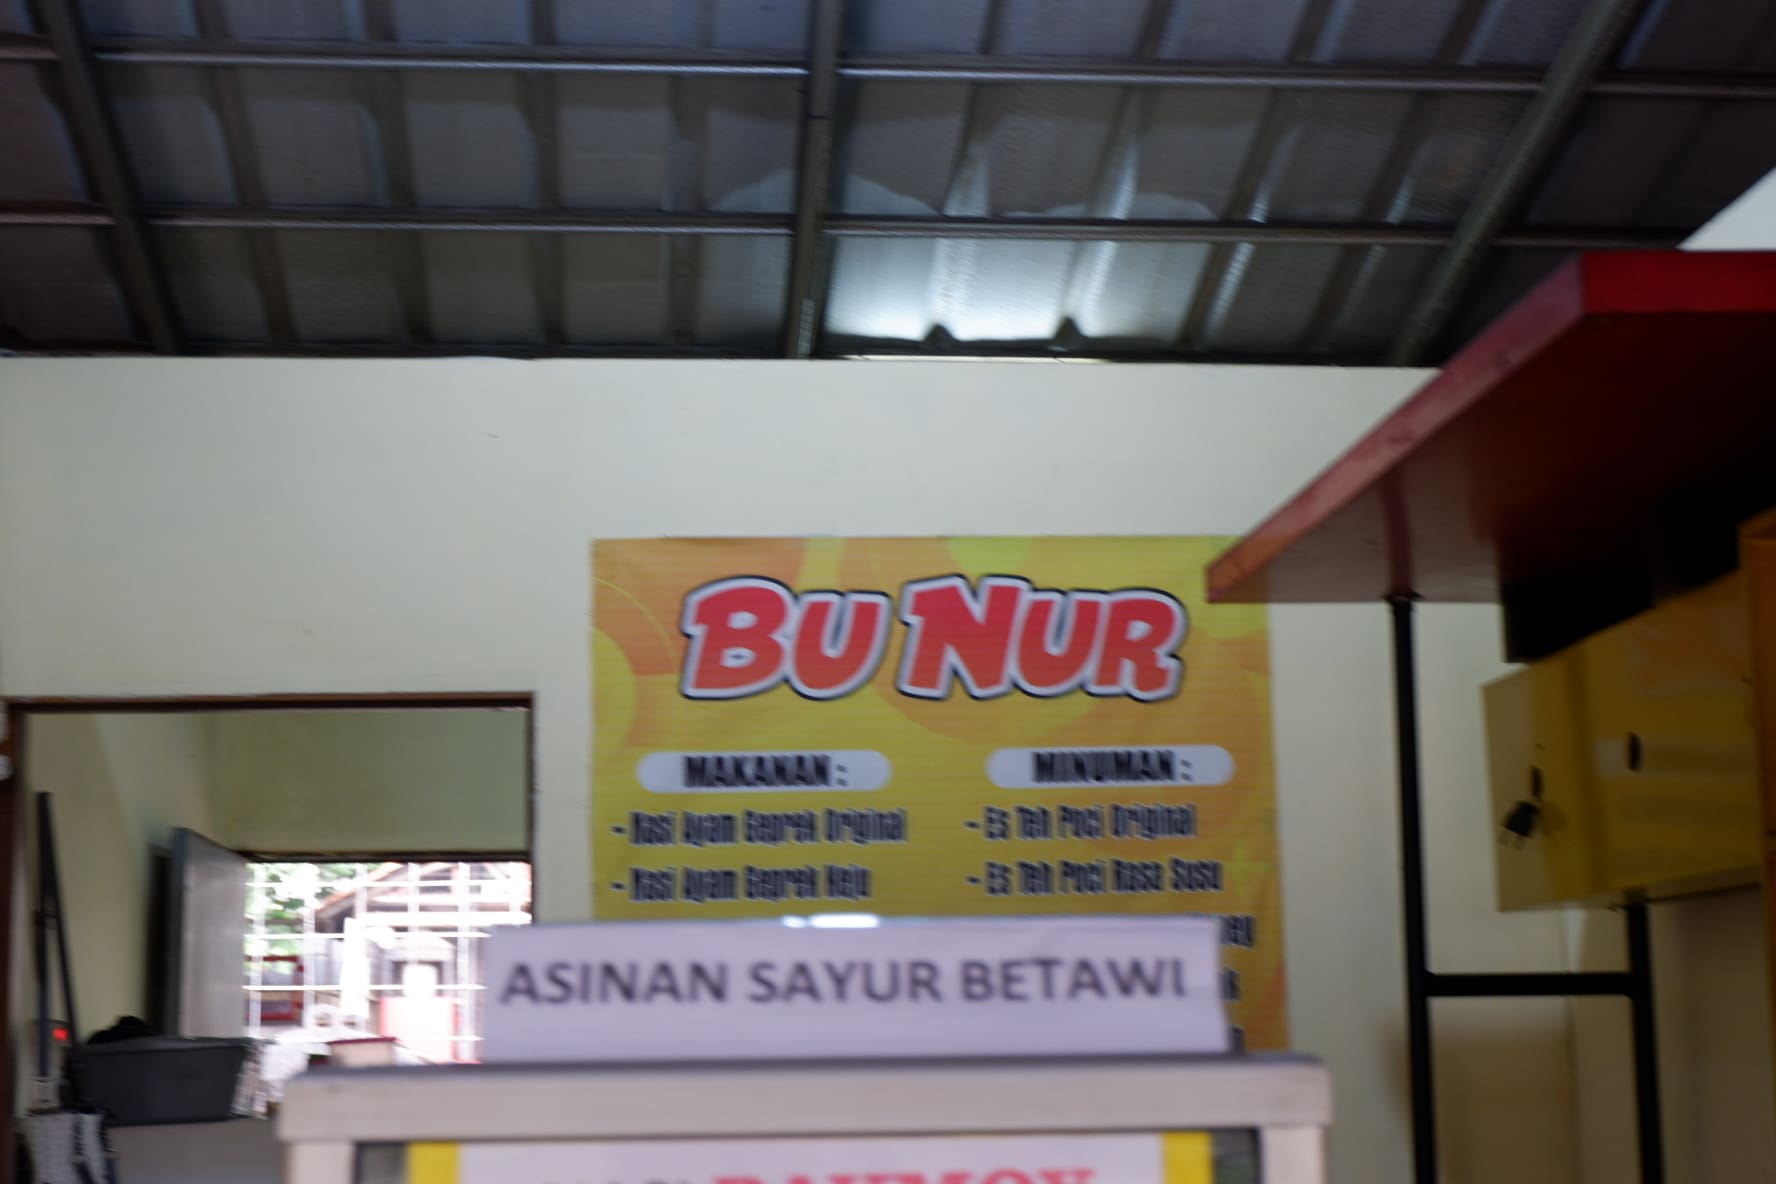 BU NUR
MAKANAN :
- Nasi Ayam Geprek Original
- Nasi Ayam Geprek Keju
MINUMAN :
- Es Teh Poci Original
- Es Teh Poci Rasa Susu
ASINAN SAYUR BETAWI